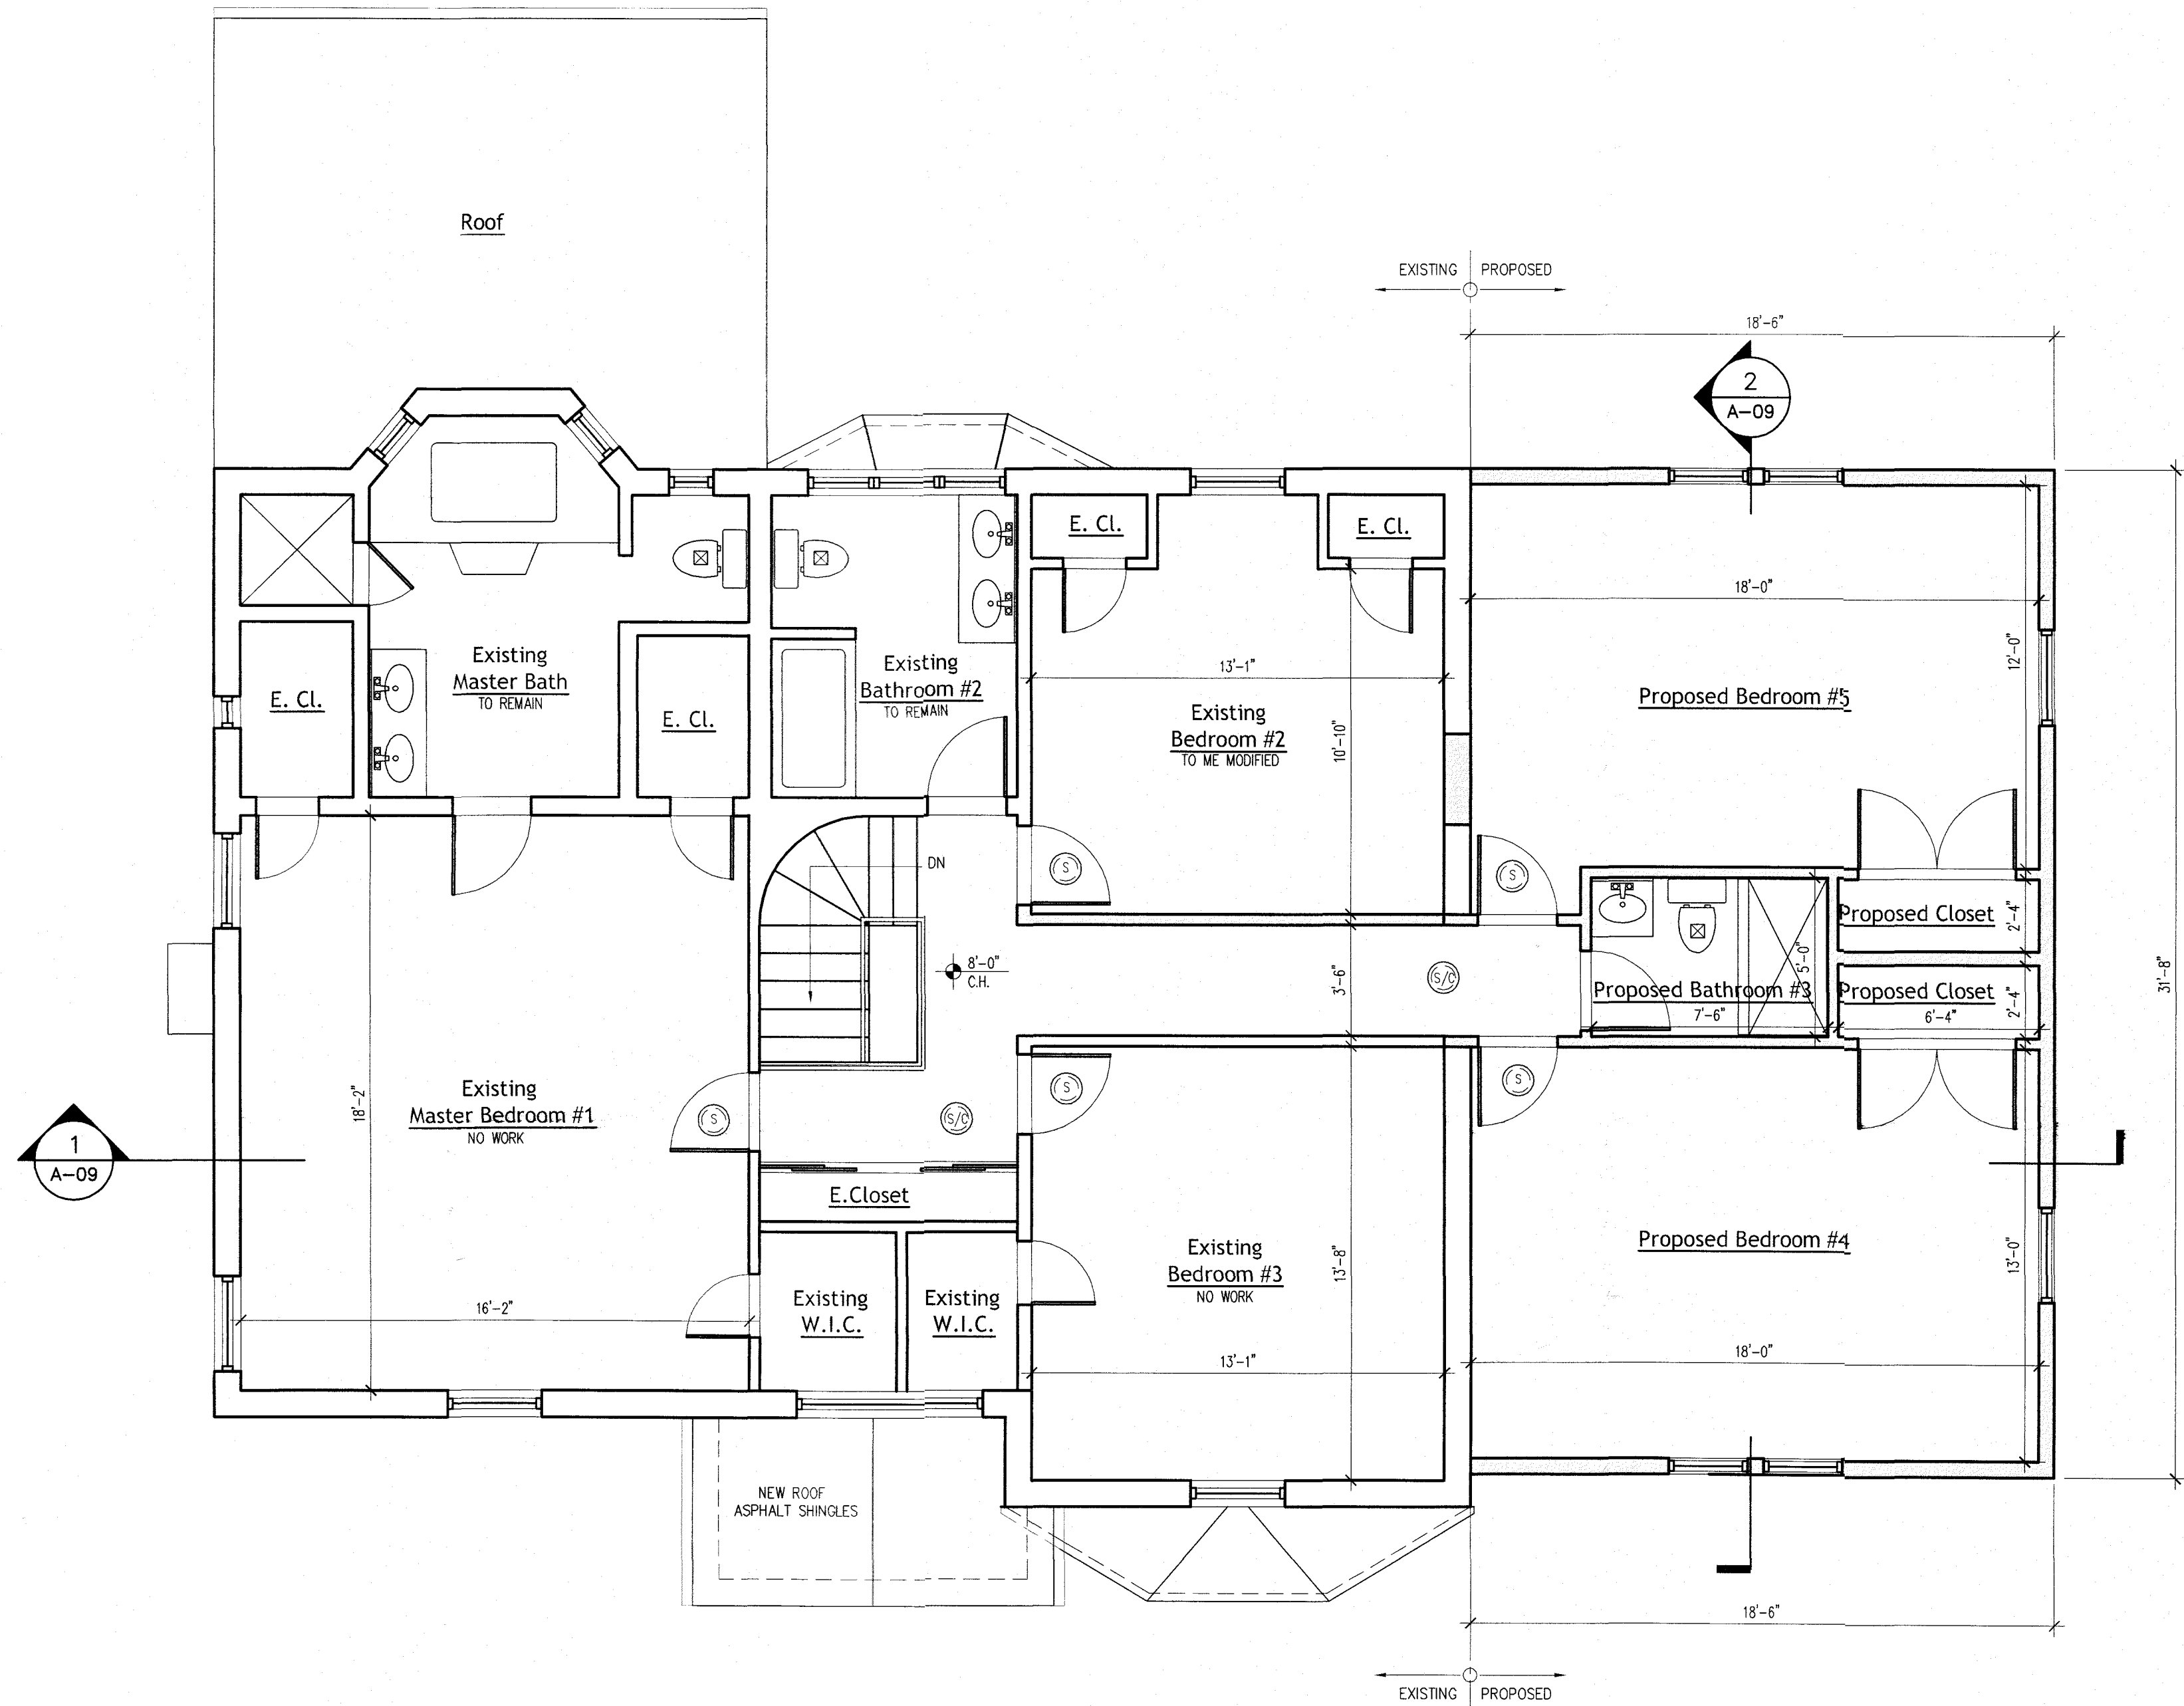 Roof
EXISTING
PROPOSED
18'-6"
2
A-09
E. Cl.
E. Cl.
18'-0"
12'-0"
Existing
Master Bath
TO REMAIN
E. Cl.
E. Cl.
Existing
Bathroom #2
TO REMAIN
13'-1"
Existing
Bedroom #2
TO ME MODIFIED
10'-10"
Proposed Bedroom #5
DN
S
S
Proposed Closet
2'-4"
8'-0"
C.H.
3'-6"
S/C
5'-0"
Proposed Bathroom #3
7'-6"
Proposed Closet
2'-4"
6'-4"
31'-8"
Existing
Master Bedroom #1
NO WORK
18'-2"
S
S/C
S
S
1
A-09
E.Closet
Existing
Bedroom #3
NO WORK
13'-8"
Proposed Bedroom #4
13'-0"
16'-2"
Existing
W.I.C.
Existing
W.I.C.
13'-1"
18'-0"
NEW ROOF
ASPHALT SHINGLES
18'-6"
EXISTING
PROPOSED